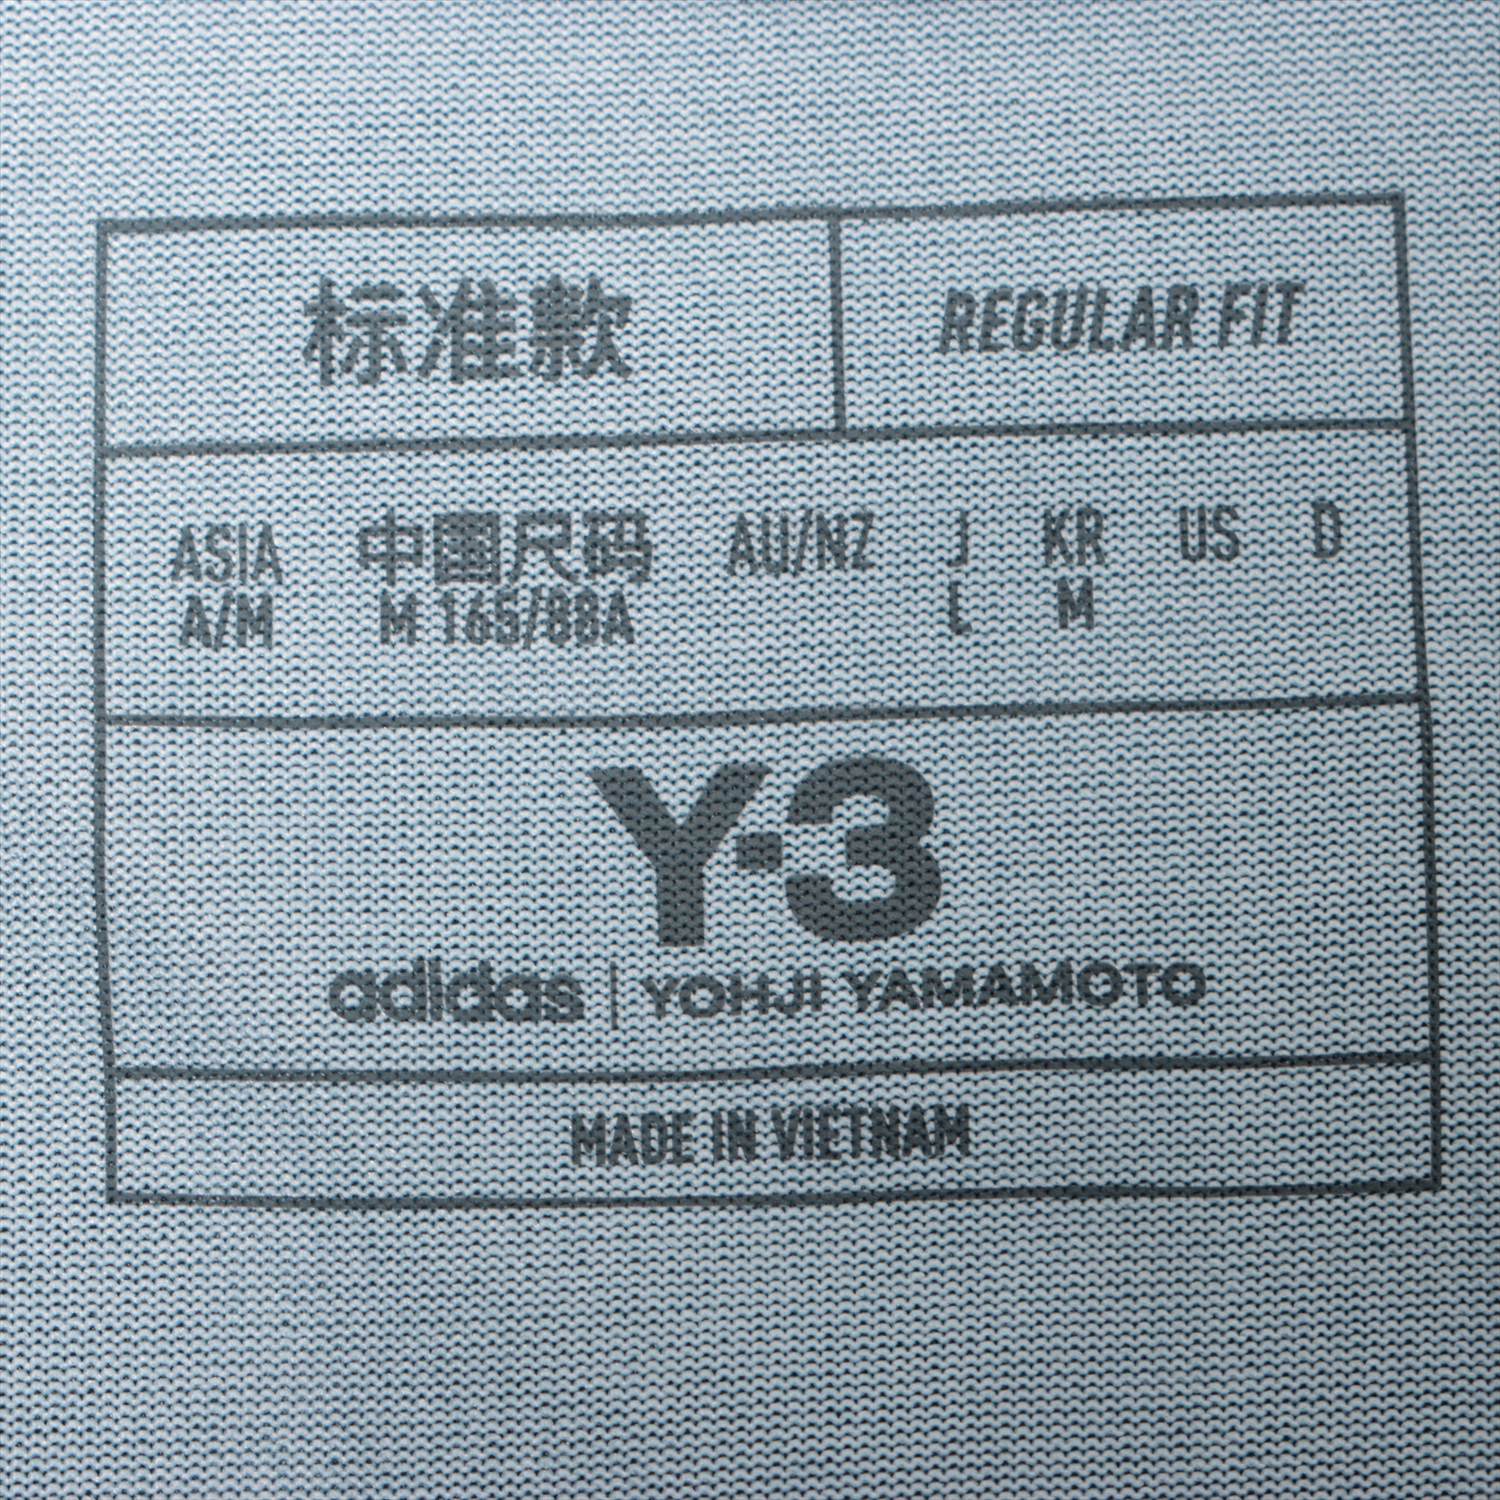 标准款 REGULAR FIT
ASIA 中国尺码 AU/NZ J KR US D
A/M M 165/88A L M
Y-3
adidas | YOHJI YAMAMOTO
MADE IN VIETNAM